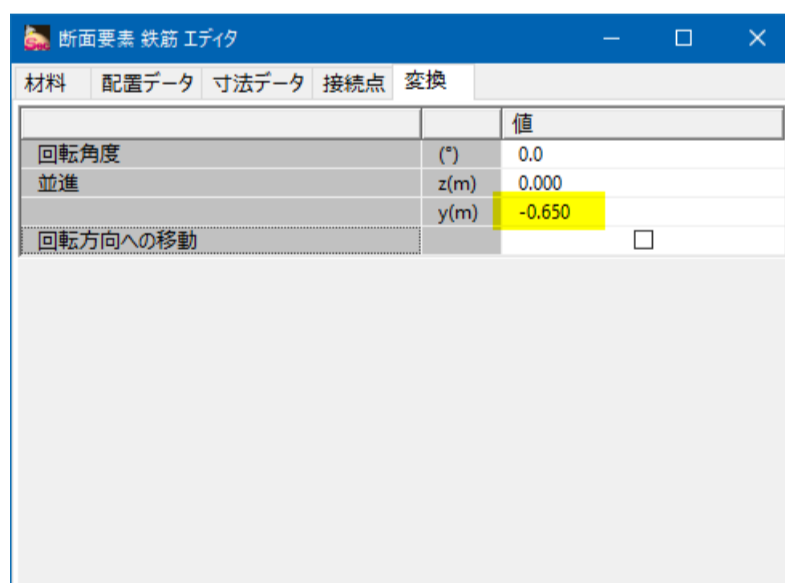 断面要素 鉄筋 エディタ
材料 配置データ 寸法データ 接続点 変換
値
回転角度 (°) 0.0
並進 z(m) 0.000
y(m) -0.650
回転方向への移動